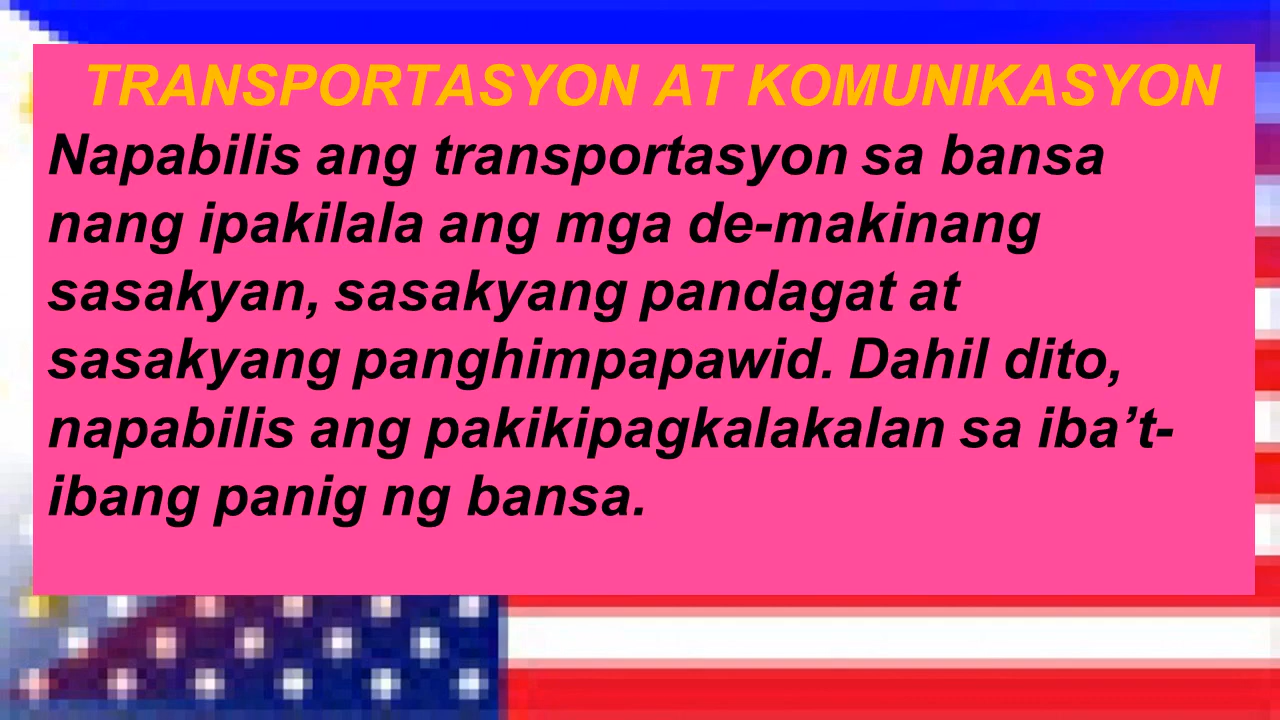 TRANSPORTASYON AT KOMUNIKASYON
Napabilis ang transportasyon sa bansa
nang ipakilala ang mga de-makinang
sasakyan, sasakyang pandagat at
sasakyang panghimpapawid. Dahil dito,
napabilis ang pakikipagkalakalan sa iba’t-
ibang panig ng bansa.